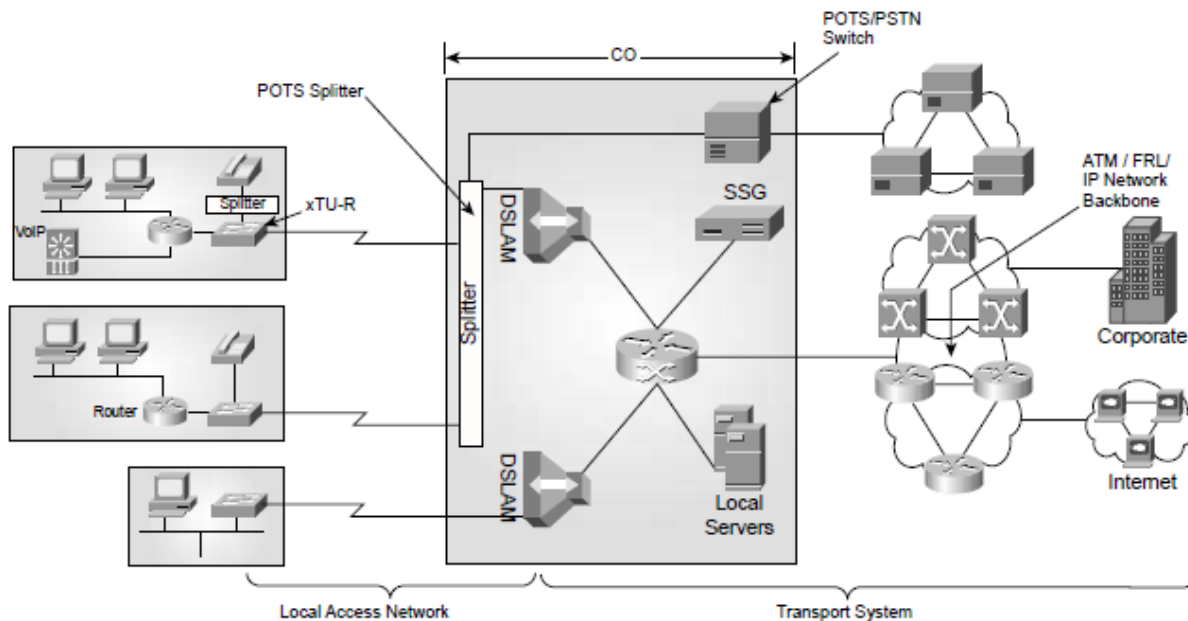 POTS/PSTN
Switch
CO
POTS Splitter
ATM / FRL/
IP Network
Backbone
Splitter
xTU-R
VoIP
DSLAM
SSG
Splitter
Corporate
Router
DSLAM
Local
Servers
Internet
Local Access Network
Transport System